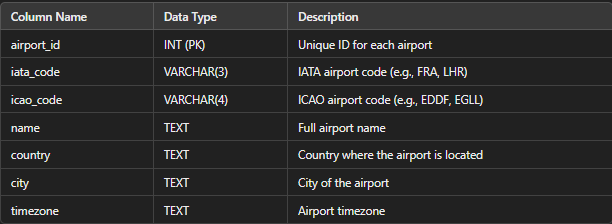 Column Name Data Type Description
airport_id INT (PK) Unique ID for each airport
iata_code VARCHAR(3) IATA airport code (e.g., FRA, LHR)
icao_code VARCHAR(4) ICAO airport code (e.g., EDDF, EGLL)
name TEXT Full airport name
country TEXT Country where the airport is located
city TEXT City of the airport
timezone TEXT Airport timezone